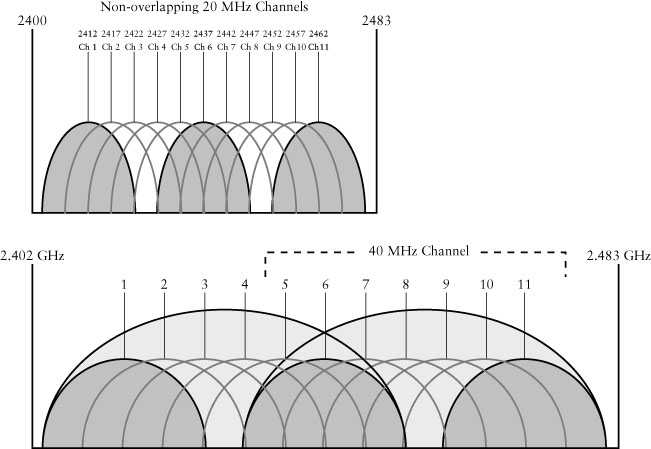 Non-overlapping 20 MHz Channels
2400 2483
2412 2417 2422 2427 2432 2437 2442 2447 2452 2457 2462
Ch 1 Ch 2 Ch 3 Ch 4 Ch 5 Ch 6 Ch 7 Ch 8 Ch 9 Ch10 Ch11
40 MHz Channel
2.402 GHz 2.483 GHz
1 2 3 4 5 6 7 8 9 10 11